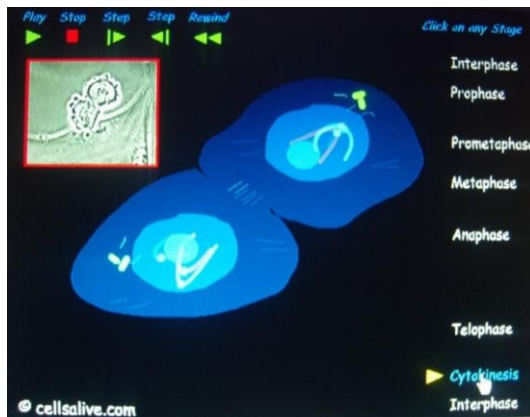 Play Stop Step Step Rewind
Click on any Stage
Interphase
Prophase
Prometaphase
Metaphase
Anaphase
Telophase
Cytokinesis
Interphase
© cellsalive.com